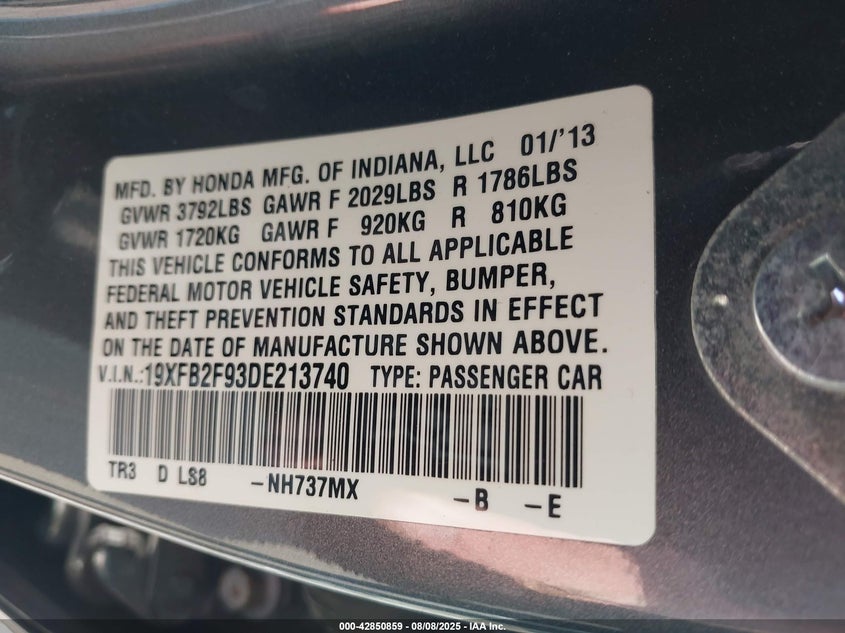 MFD. BY HONDA MFG. OF INDIANA, LLC 01/'13
GVWR 3792LBS GAWR F 2029LBS R 1786LBS
GVWR 1720KG GAWR F 920KG R 810KG
THIS VEHICLE CONFORMS TO ALL APPLICABLE
FEDERAL MOTOR VEHICLE SAFETY, BUMPER,
AND THEFT PREVENTION STANDARDS IN EFFECT
ON THE DATE OF MANUFACTURE SHOWN ABOVE.
V.I.N.:19XFB2F93DE213740 TYPE: PASSENGER CAR
TR3 D LS8 -NH737MX -B -E
000-42850859 - 08/08/2025 - IAA Inc.